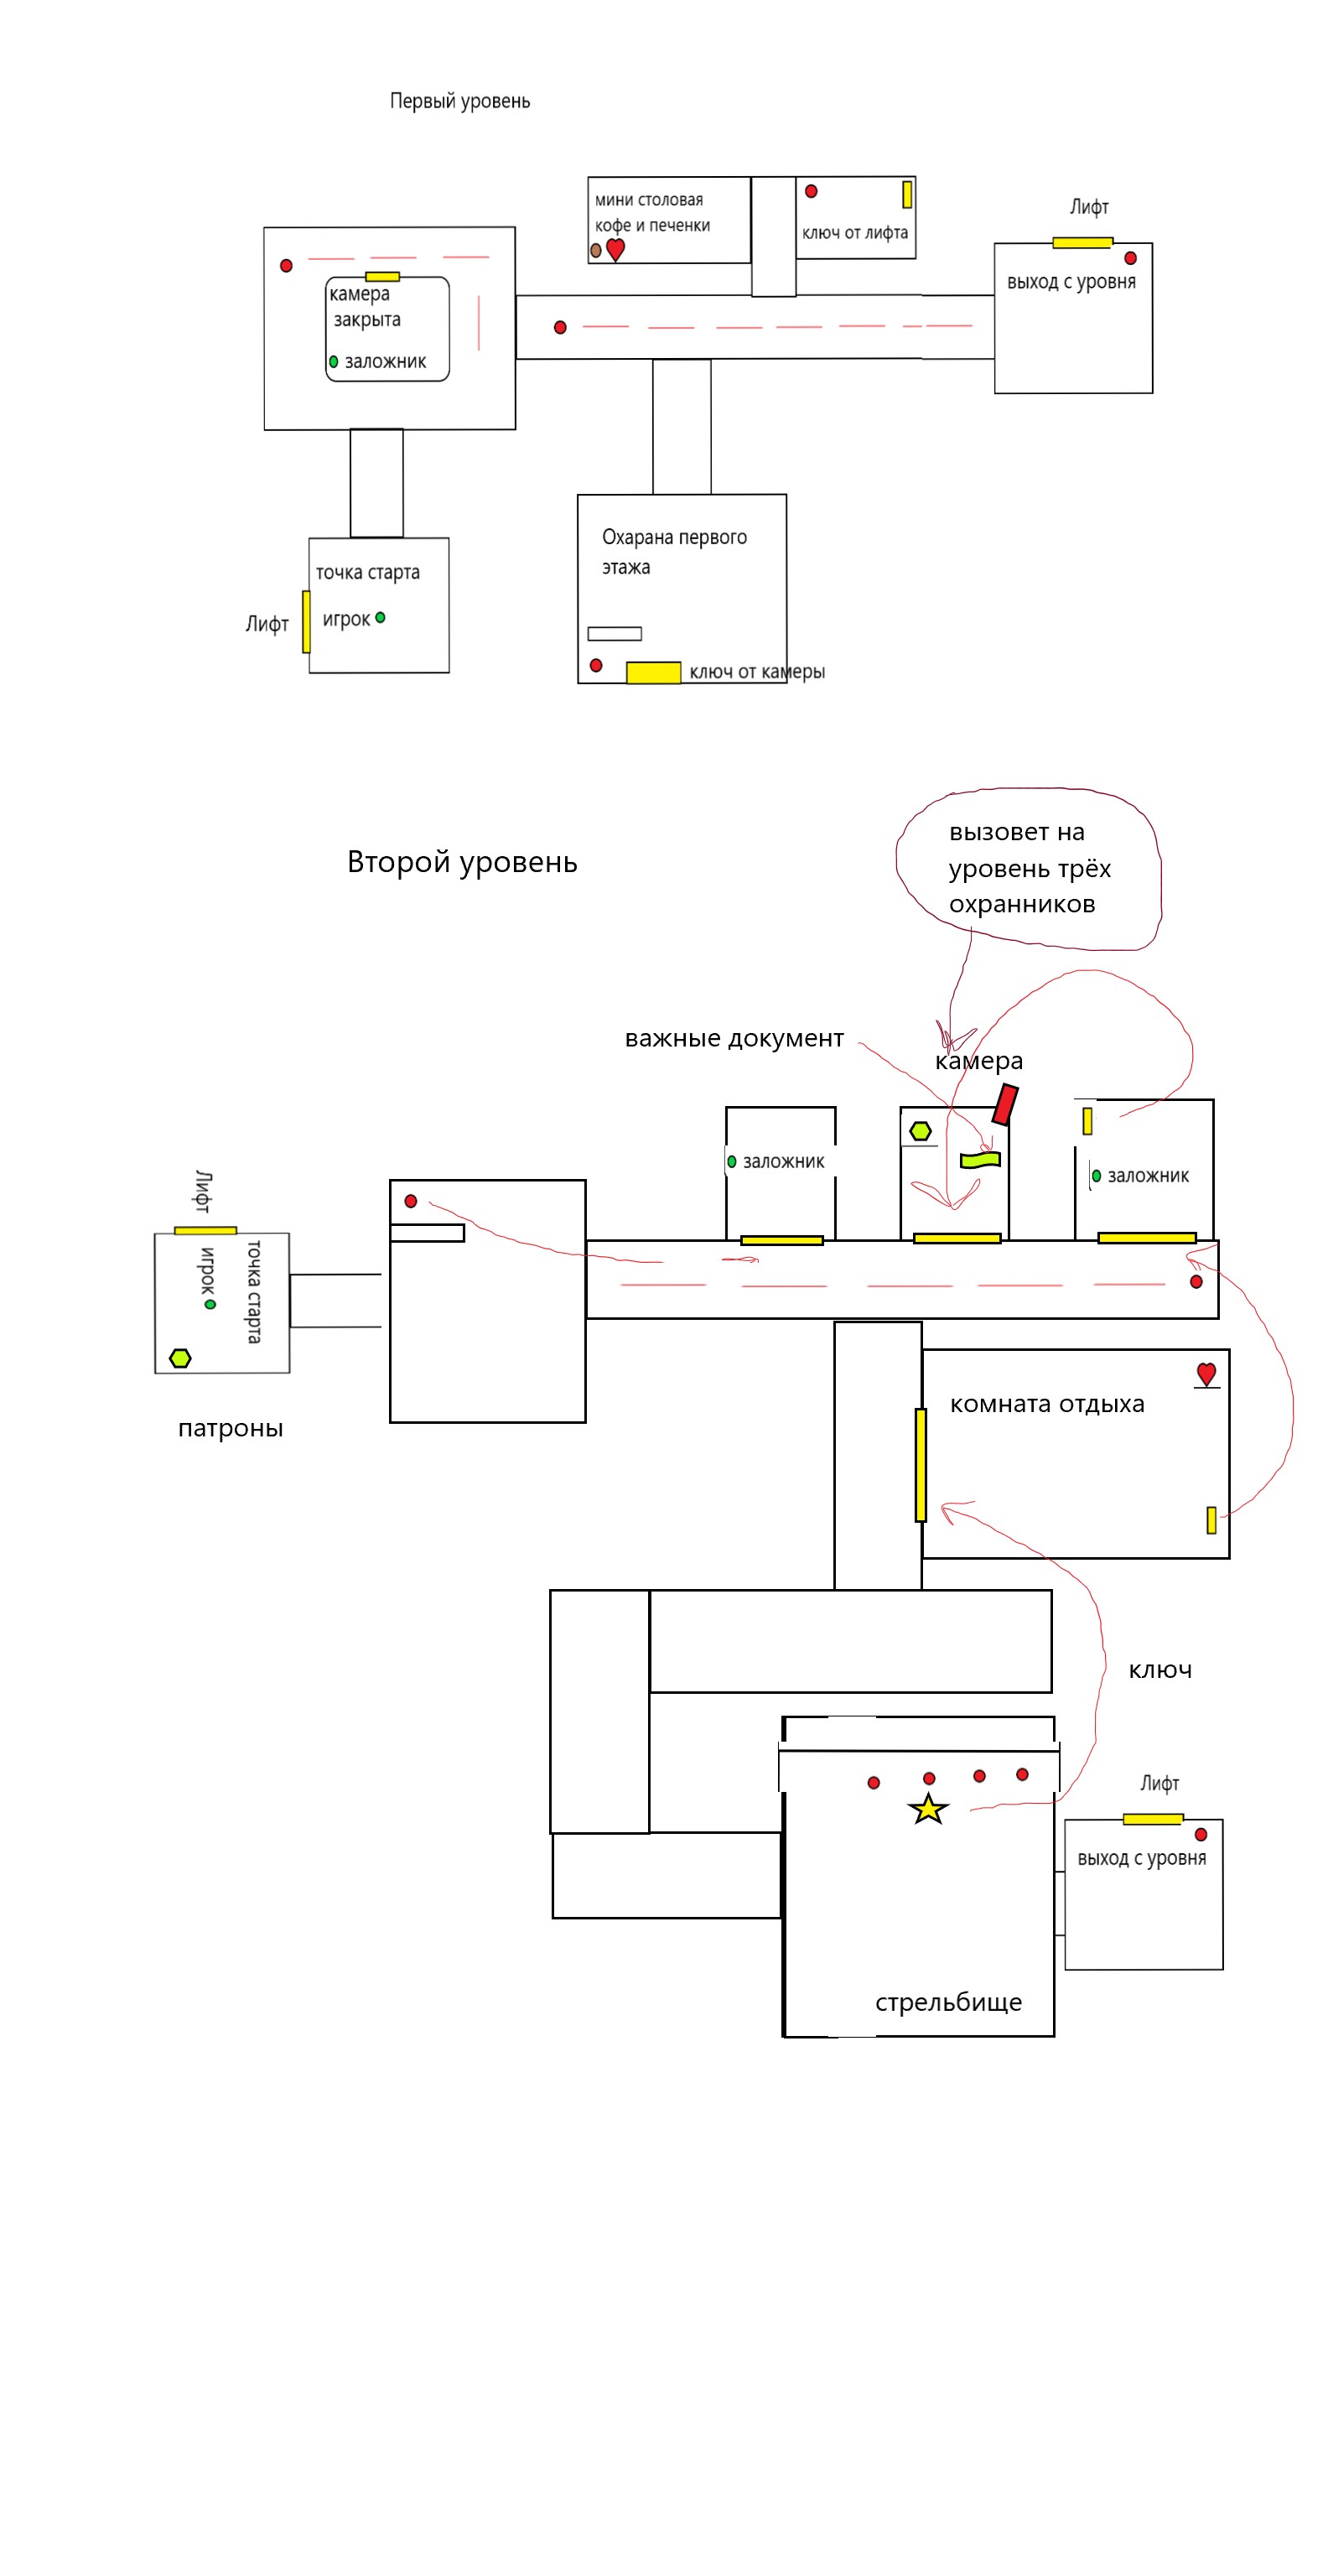 Первый уровень
мини столовая
кофе и печенки
ключ от лифта
Лифт
выход с уровня
камера
закрыта
заложник
точка старта
игрок
Лифт
Охарана первого
этажа
ключ от камеры
Второй уровень
вызовет на
уровень трёх
охранников
важные документ
камера
заложник
заложник
Лифт
игрок
точка старта
патроны
комната отдыха
ключ
Лифт
выход с уровня
стрельбище